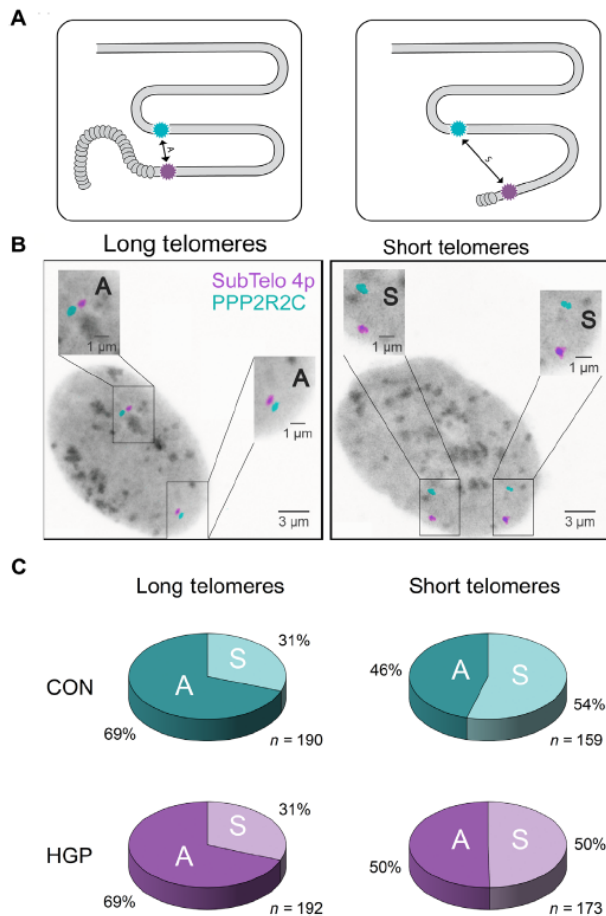 A
A
S
B
Long telomeres
Short telomeres
SubTelo 4p
PPP2R2C
A
1 µm
A
1 µm
3 µm
S
1 µm
S
1 µm
3 µm
C
Long telomeres
Short telomeres
CON
31%
S
A
69%
n = 190
46%
A
S
54%
n = 159
HGP
31%
S
A
69%
n = 192
A
S
50%
50%
n = 173